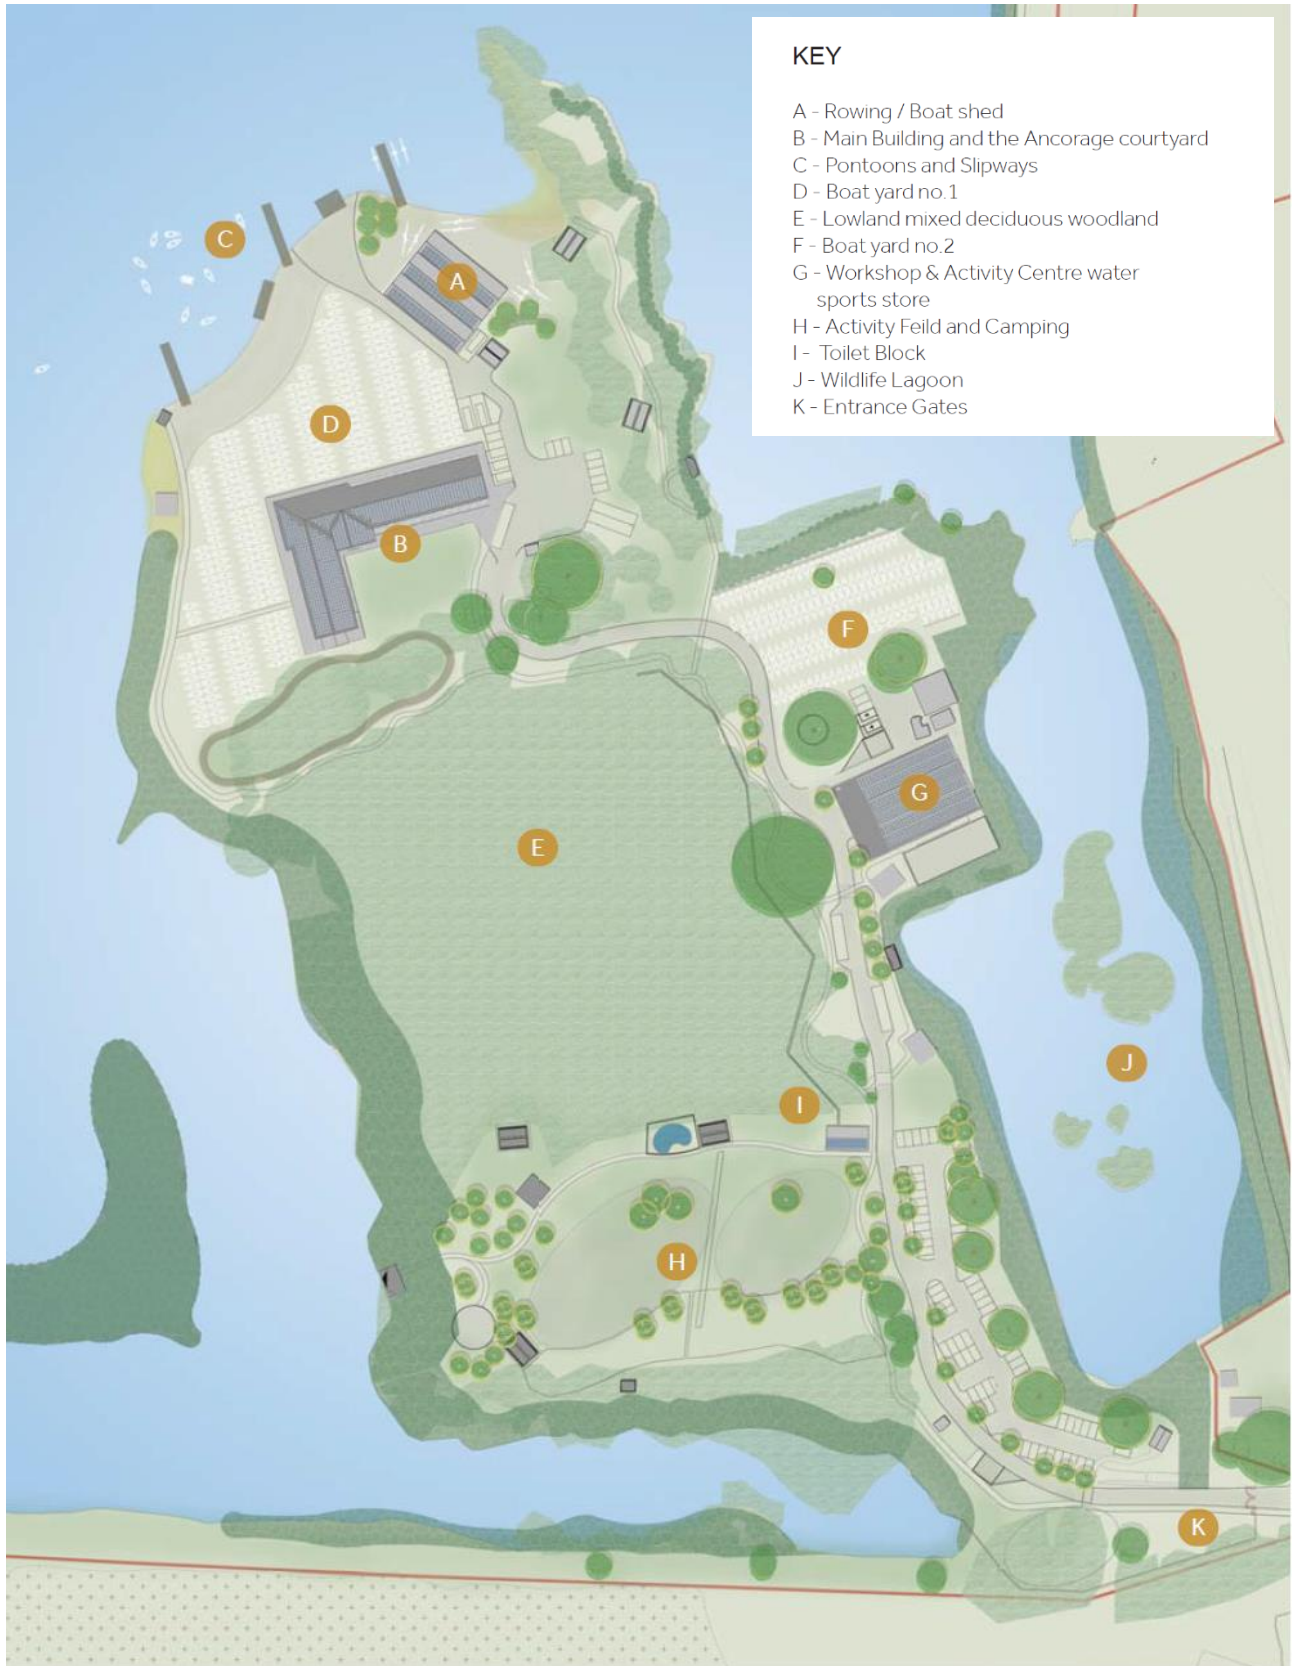 KEY
A - Rowing / Boat shed
B - Main Building and the Ancorage courtyard
C - Pontoons and Slipways
D - Boat yard no.1
E - Lowland mixed deciduous woodland
F - Boat yard no.2
G - Workshop & Activity Centre water
sports store
H - Activity Feild and Camping
I - Toilet Block
J - Wildlife Lagoon
K - Entrance Gates
C
A
D
B
F
G
E
J
I
H
K